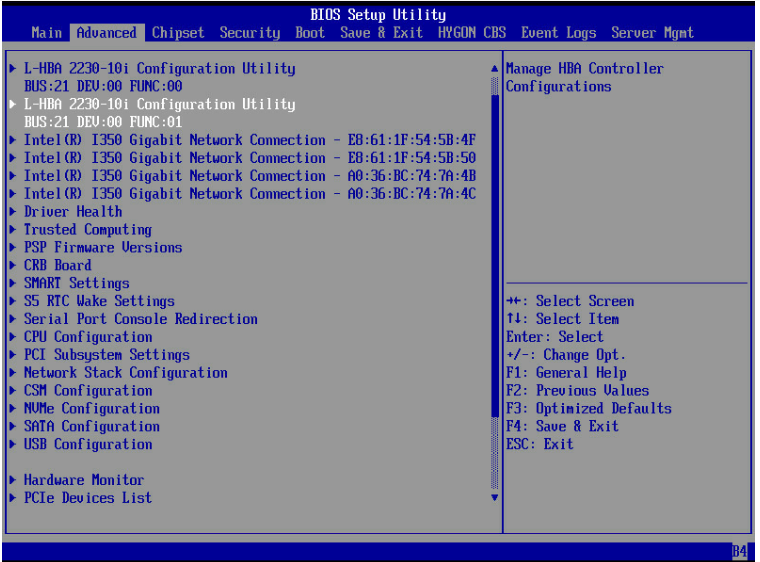 BIOS Setup Utility
Main Advanced Chipset Security Boot Save & Exit HYGON CBS Event Logs Server Mgmt
L-HBA 2230-10i Configuration Utility
BUS:21 DEV:00 FUNC:00
L-HBA 2230-10i Configuration Utility
BUS:21 DEV:00 FUNC:01
Intel(R) I350 Gigabit Network Connection - E8:61:1F:54:5B:4F
Intel(R) I350 Gigabit Network Connection - E8:61:1F:54:5B:50
Intel(R) I350 Gigabit Network Connection - A0:36:BC:74:7A:4B
Intel(R) I350 Gigabit Network Connection - A0:36:BC:74:7A:4C
Driver Health
Trusted Computing
PSP Firmware Versions
CRB Board
SMART Settings
S5 RTC Wake Settings
Serial Port Console Redirection
CPU Configuration
PCI Subsystem Settings
Network Stack Configuration
CSM Configuration
NVMe Configuration
SATA Configuration
USB Configuration
Hardware Monitor
PCIe Devices List
Manage HBA Controller
Configurations
→←: Select Screen
↑↓: Select Item
Enter: Select
+/-: Change Opt.
F1: General Help
F2: Previous Values
F3: Optimized Defaults
F4: Save & Exit
ESC: Exit
B4